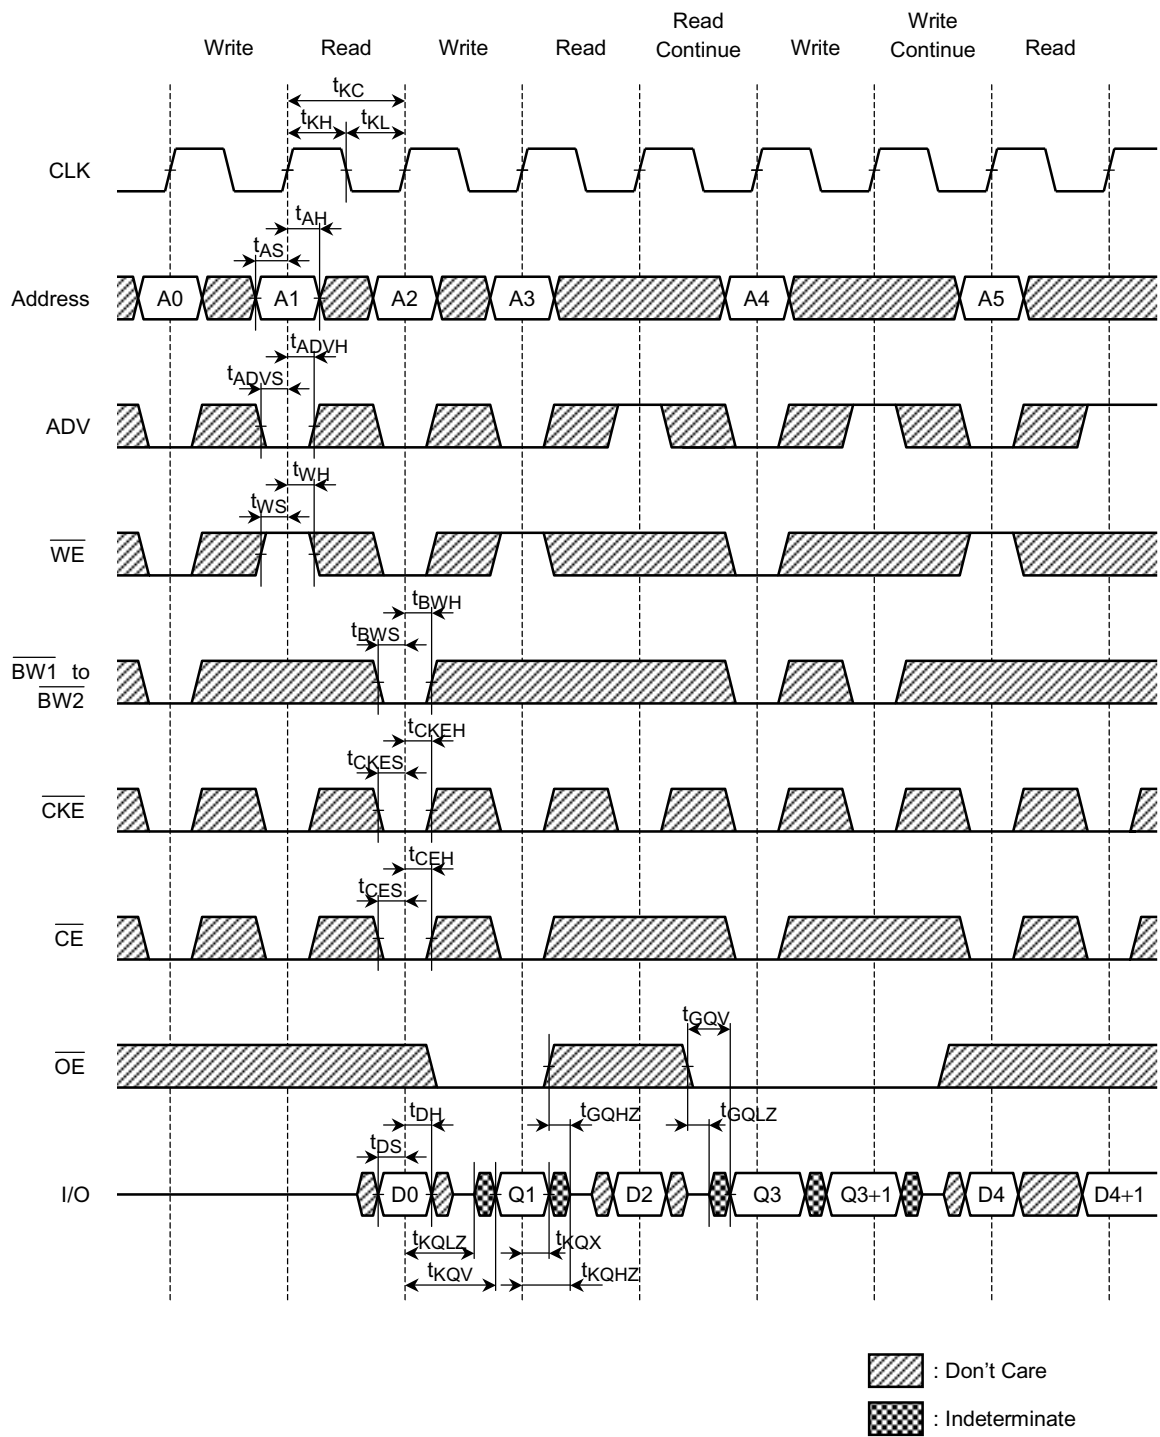 Write Read Write Read Read Continue Write Write Continue Read
tKC
tKH tKL
CLK
tAH
tAS
Address A0 A1 A2 A3 A4 A5
tADVH
tADVS
ADV
tWH
tWS
WE
tBWH
tBWS
BW1 to
BW2
tCKEH
tCKES
CKE
tCEH
tCES
CE
tGQV
OE
tDH tGQHZ tGQLZ
tDS
I/O D0 Q1 D2 Q3 Q3+1 D4 D4+1
tKQLZ tKQX
tKQV tKQHZ
: Don't Care
: Indeterminate